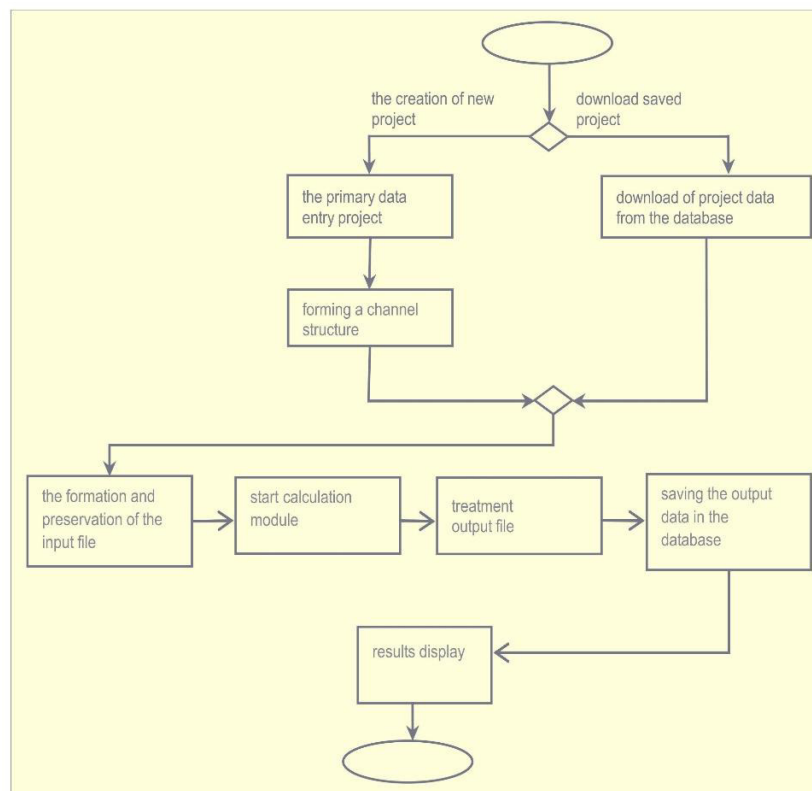 the creation of new
project
download saved
project
the primary data
entry project
download of project data
from the database
forming a channel
structure
the formation and
preservation of the
input file
start calculation
module
treatment
output file
saving the output
data in the
database
results display